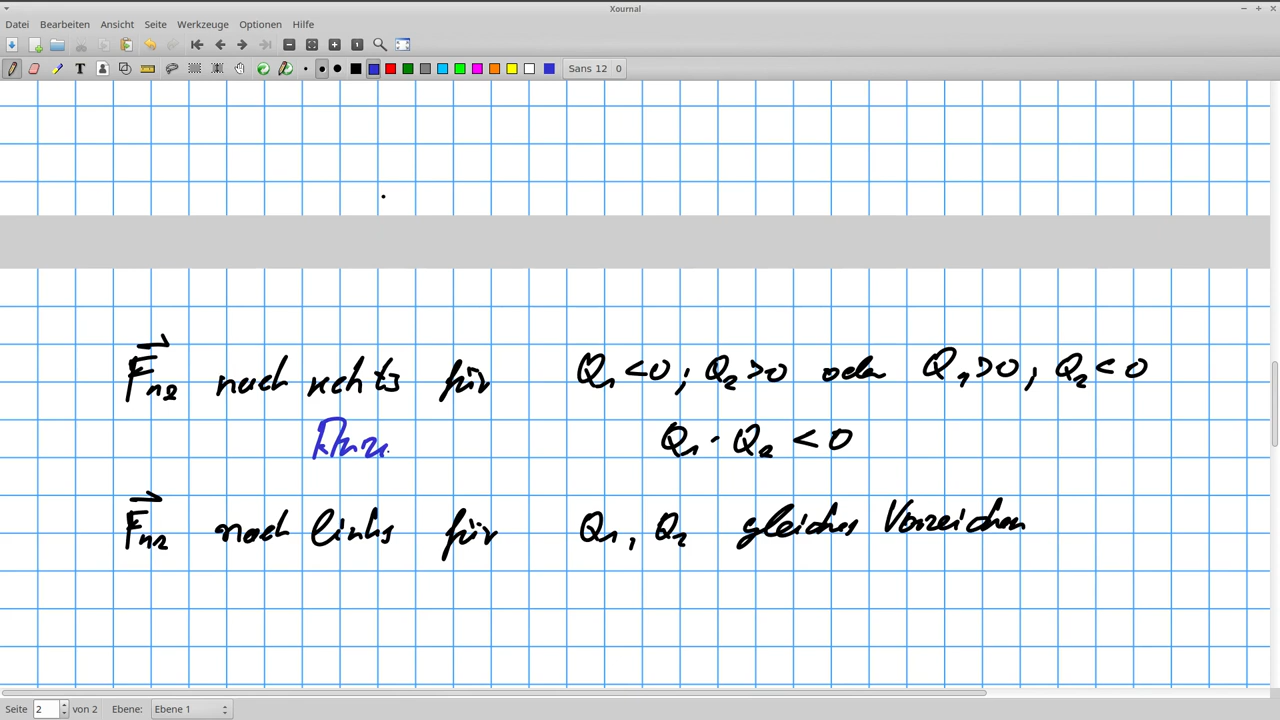 Xournal
Datei Bearbeiten Ansicht Seite Werkzeuge Optionen Hilfe
Sans 12 0
F₁₂ nach rechts für Q₁ <0 ; Q₂ >0 oder Q₁ >0 ; Q₂ < 0
Q₁ · Q₂ < 0
F₁₂ nach links für Q₁ , Q₂ gleiches Vorzeichen
Seite 2 von 2 Ebene: Ebene 1